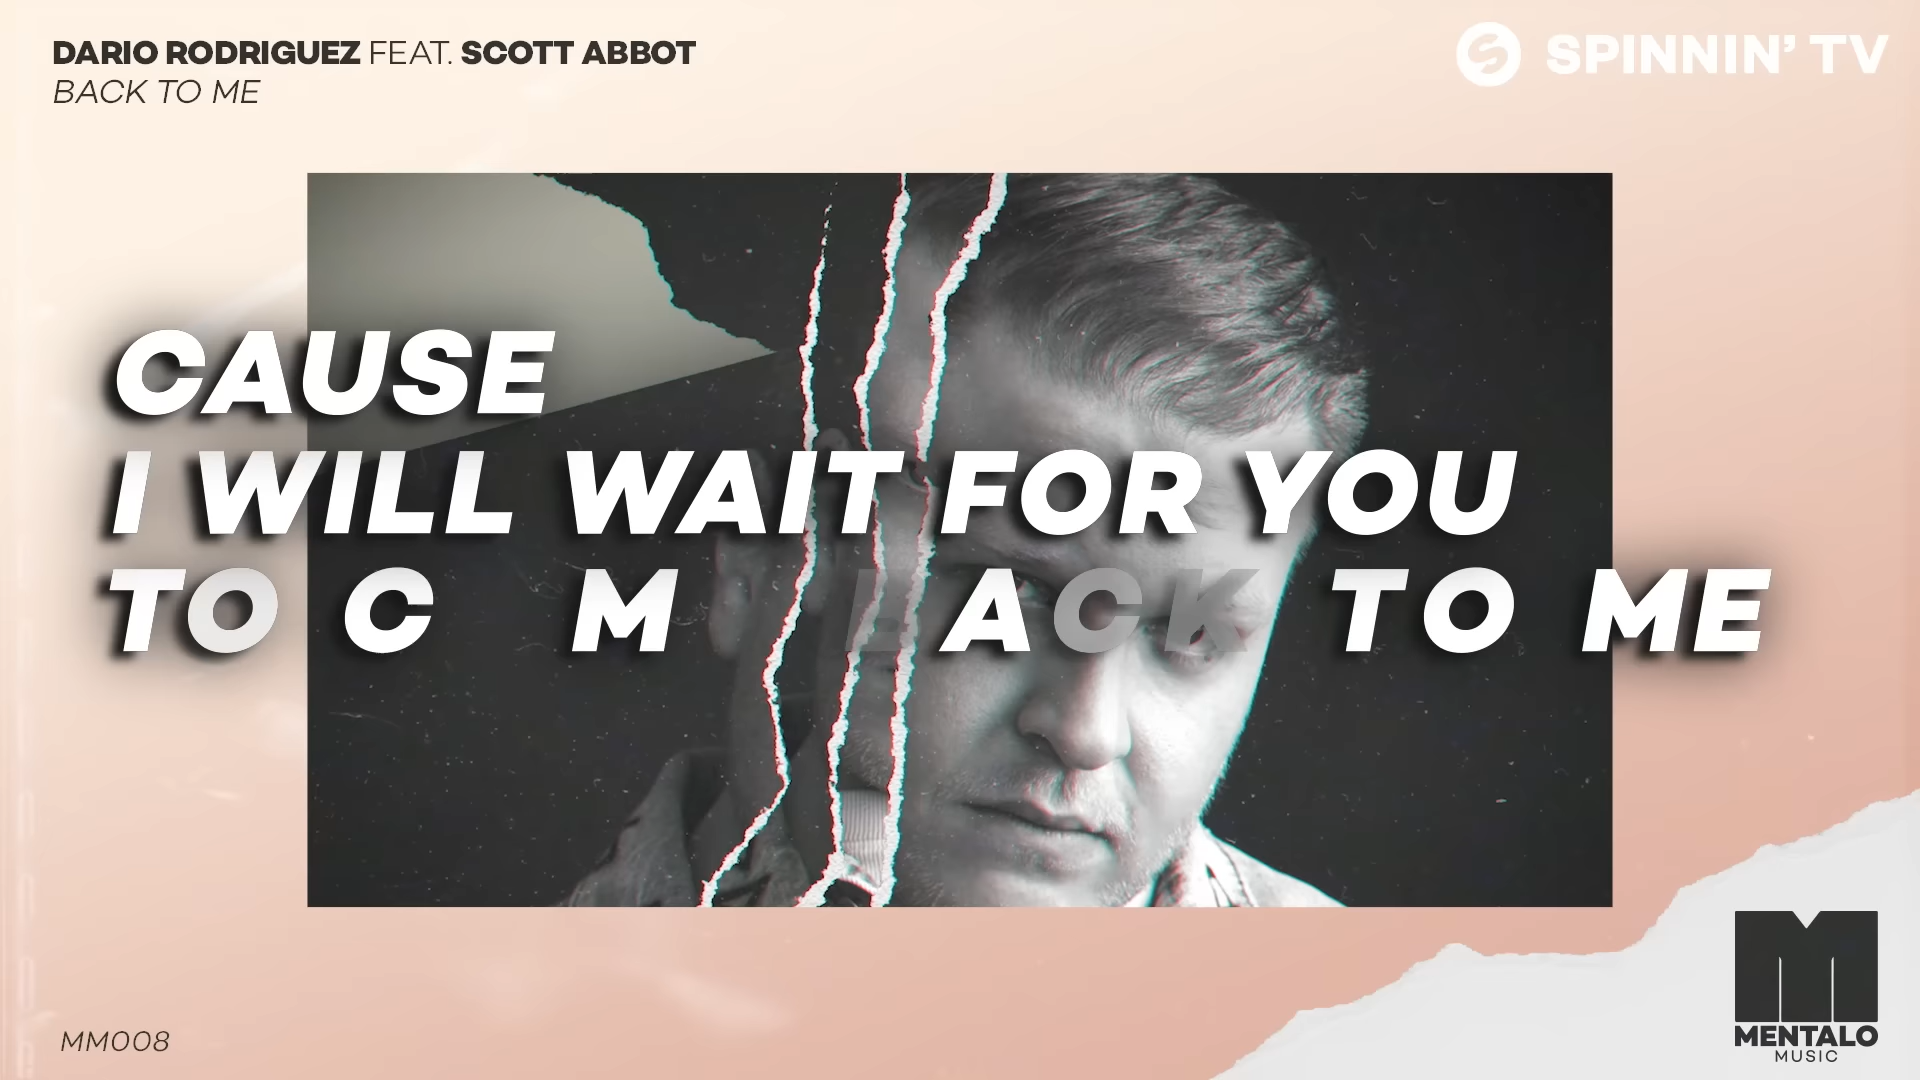 DARIO RODRIGUEZ FEAT. SCOTT ABBOT
BACK TO ME
SPINNIN' TV
CAUSE
I WILL WAIT FOR YOU
TO C M BACK TO ME
MM008
MENTALO
MUSIC